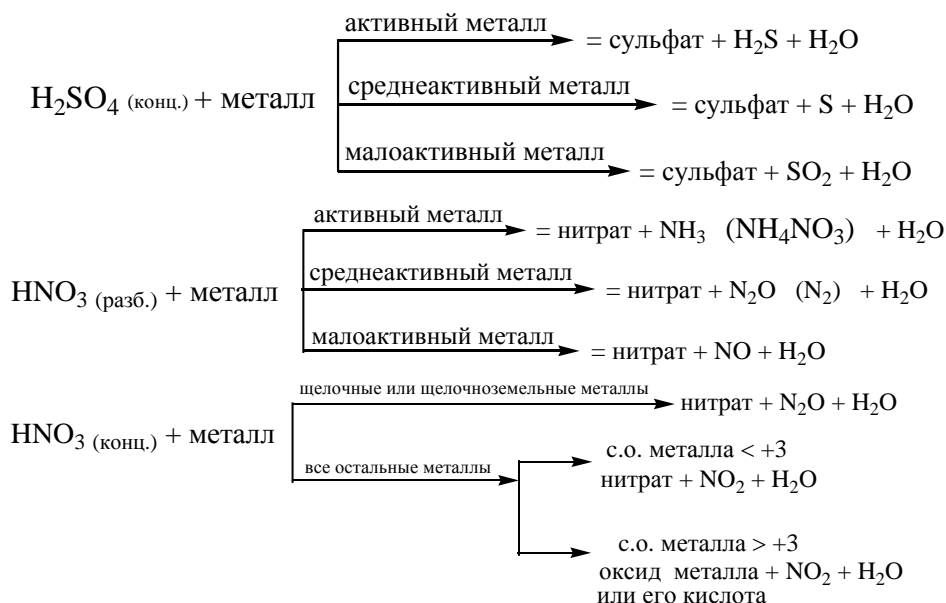 активный металл
= сульфат + H₂S + H₂O
H₂SO₄ (конц.) + металл
среднеактивный металл
= сульфат + S + H₂O
малоактивный металл
= сульфат + SO₂ + H₂O
активный металл
= нитрат + NH₃ (NH₄NO₃) + H₂O
HNO₃ (разб.) + металл
среднеактивный металл
= нитрат + N₂O (N₂) + H₂O
малоактивный металл
= нитрат + NO + H₂O
щелочные или щелочноземельные металлы
нитрат + N₂O + H₂O
HNO₃ (конц.) + металл
все остальные металлы
с.о. металла < +3
нитрат + NO₂ + H₂O
с.о. металла > +3
оксид металла + NO₂ + H₂O
или его кислота